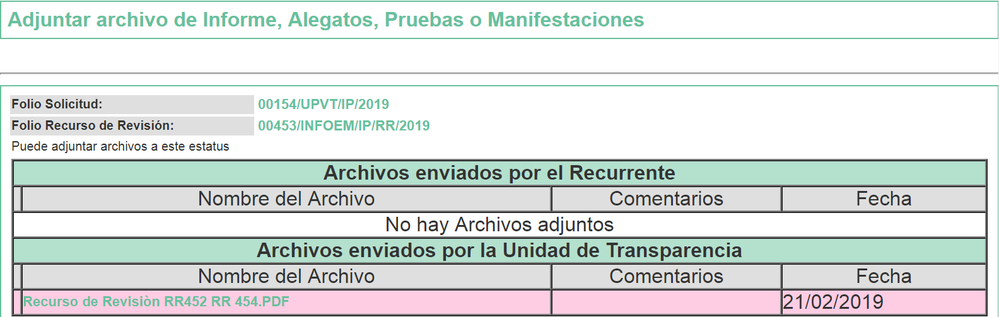 Adjuntar archivo de Informe, Alegatos, Pruebas o Manifestaciones
Folio Solicitud: 00154/UPVT/IP/2019
Folio Recurso de Revisión: 00453/INFOEM/IP/RR/2019
Puede adjuntar archivos a este estatus
Archivos enviados por el Recurrente
Nombre del Archivo Comentarios Fecha
No hay Archivos adjuntos
Archivos enviados por la Unidad de Transparencia
Nombre del Archivo Comentarios Fecha
Recurso de Revisiòn RR452 RR 454.PDF 21/02/2019